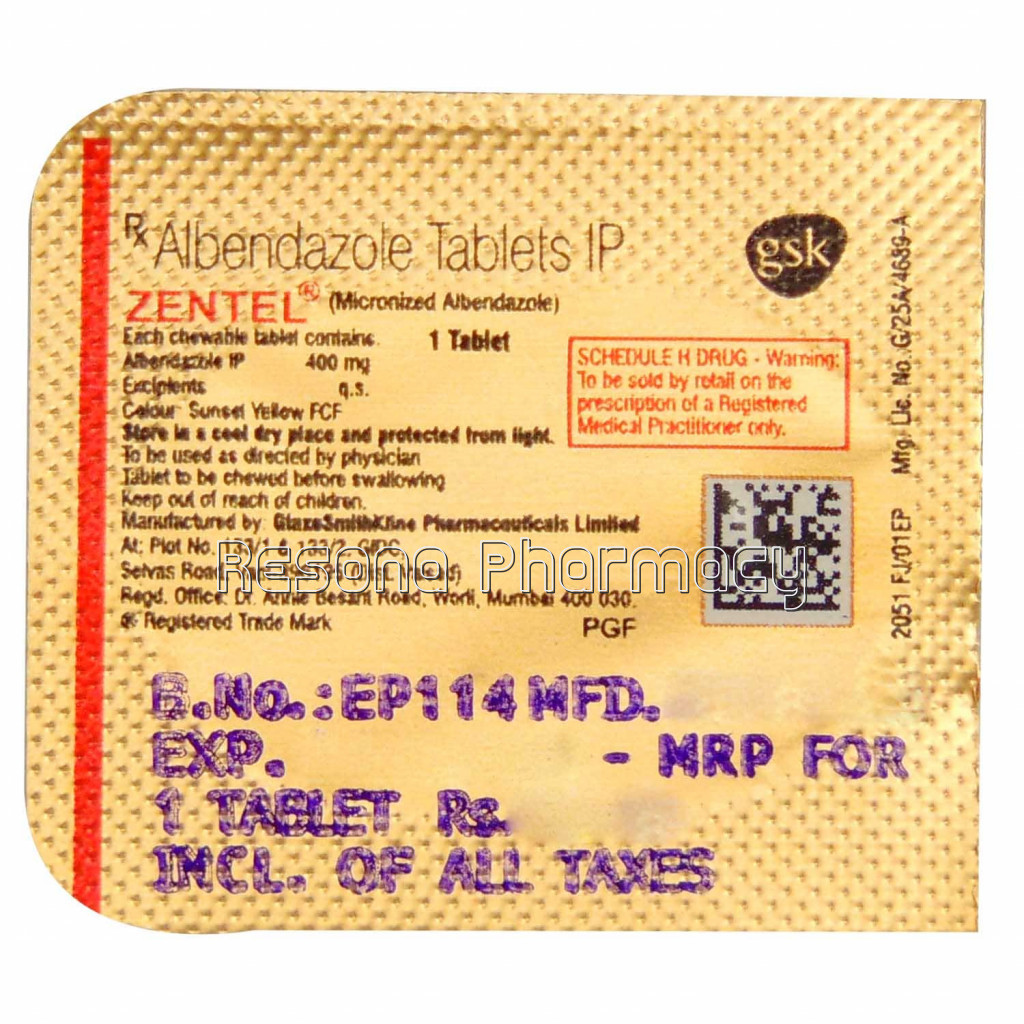 Rx Albendazole Tablets IP
gsk
ZENTEL® (Micronized Albendazole)
Each chewable tablet contains: 1 Tablet
Albendazole IP 400 mg
Excipients q.s.
Colour: Sunset Yellow FCF
Store in a cool dry place and protected from light.
To be used as directed by physician
Tablet to be chewed before swallowing
Keep out of reach of children.
SCHEDULE H DRUG - Warning:
To be sold by retail on the
prescription of a Registered
Medical Practitioner only.
Manufactured by: GlaxoSmithKline Pharmaceuticals Limited
At: Plot No.
Selvas Road,
Resona Pharmacy
Regd. Office: Dr. Annie Besant Road, Worli, Mumbai 400 030.
® Registered Trade Mark PGF
2051 FJ/01EP Mfg. Lic. No. G/25A/4689-A
B.No.:EP114 MFD.
EXP. - MRP FOR
1 TABLET Rs.
INCL. OF ALL TAXES